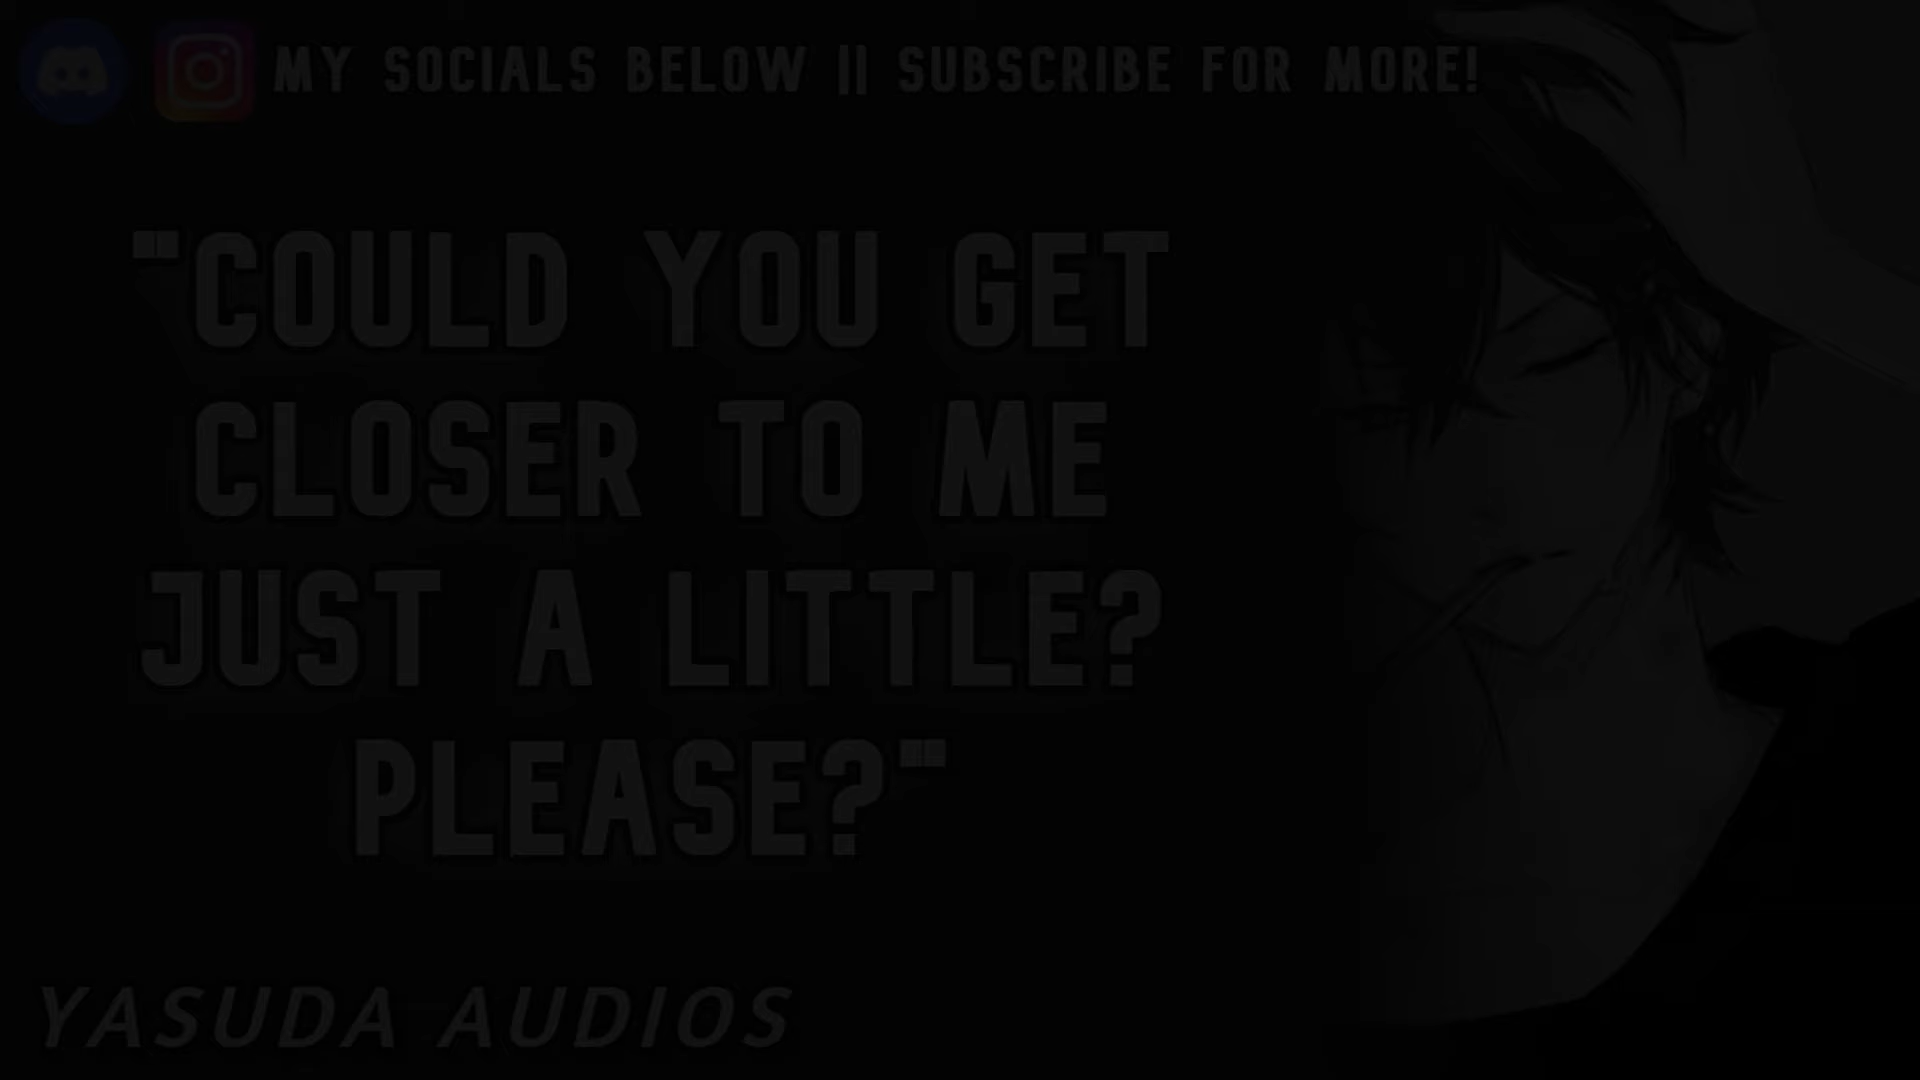 MY SOCIALS BELOW || SUBSCRIBE FOR MORE!
"COULD YOU GET
CLOSER TO ME
JUST A LITTLE?
PLEASE?"
YASUDA AUDIOS